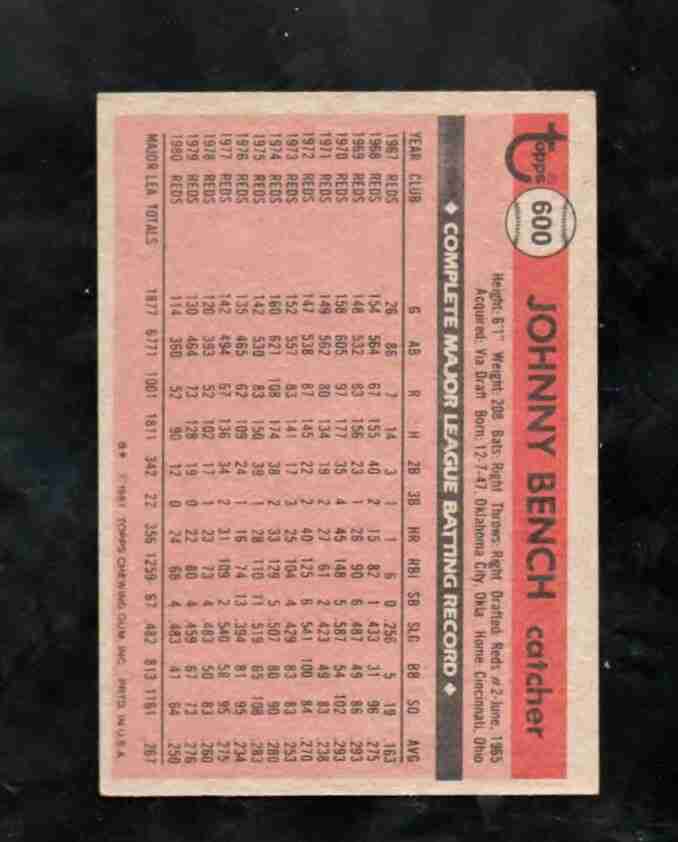 Topps
600
JOHNNY BENCH catcher
Height: 6'1" Weight: 208 Bats: Right Throws: Right Drafted: Reds #2-June, 1965
Acquired: Via Draft Born: 12-7-47, Oklahoma City, Okla Home: Cincinnati, Ohio
♦ COMPLETE MAJOR LEAGUE BATTING RECORD ♦
YEAR CLUB G AB R H 2B 3B HR RBI SB SLG BB SO AVG
1967 REDS 26 86 7 14 3 1 1 6 0 .256 5 19 .163
1968 REDS 154 564 67 155 40 2 15 82 1 .433 31 96 .275
1969 REDS 148 532 83 156 23 1 26 90 6 .487 49 86 .293
1970 REDS 158 605 97 177 35 4 45 148 5 .587 54 102 .293
1971 REDS 149 562 80 134 19 2 27 61 2 .423 49 83 .238
1972 REDS 147 538 87 145 22 2 40 125 6 .541 100 84 .270
1973 REDS 152 557 83 141 17 3 25 104 4 .429 83 83 .253
1974 REDS 160 621 108 174 38 2 33 129 5 .507 80 90 .280
1975 REDS 142 530 83 150 39 1 28 110 11 .519 65 108 .283
1976 REDS 135 465 62 109 24 1 16 74 13 .394 81 95 .234
1977 REDS 142 494 67 136 34 2 31 109 2 .540 58 95 .275
1978 REDS 120 393 52 102 17 1 23 73 4 .483 50 83 .260
1979 REDS 130 464 73 128 19 0 22 80 4 .459 67 73 .276
1980 REDS 114 360 52 90 12 0 24 68 4 .483 41 64 .250
MAJOR LEA TOTALS 1877 6771 1001 1811 342 22 356 1259 67 .482 813 1161 .267
©1981 TOPPS CHEWING GUM, INC. PRTD. IN U.S.A.